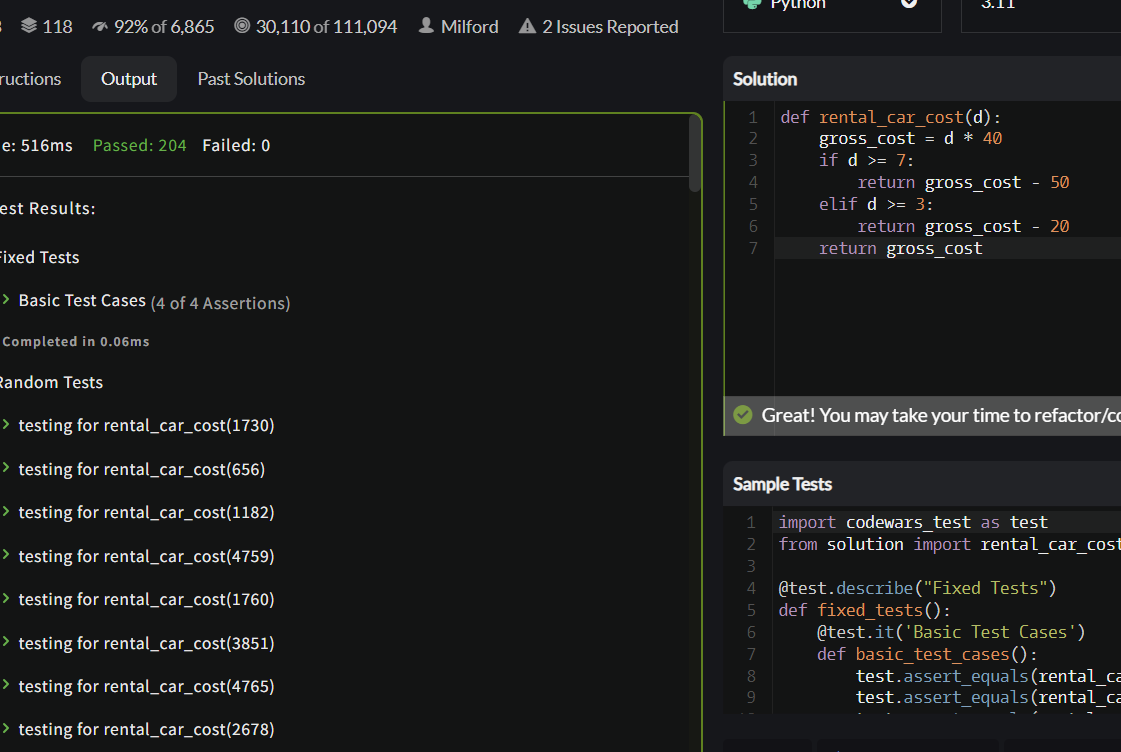 118 92% of 6,865 30,110 of 111,094 Milford 2 Issues Reported
ructions Output Past Solutions
e: 516ms Passed: 204 Failed: 0
est Results:
Fixed Tests
Basic Test Cases (4 of 4 Assertions)
Completed in 0.06ms
Random Tests
testing for rental_car_cost(1730)
testing for rental_car_cost(656)
testing for rental_car_cost(1182)
testing for rental_car_cost(4759)
testing for rental_car_cost(1760)
testing for rental_car_cost(3851)
testing for rental_car_cost(4765)
testing for rental_car_cost(2678)
Python 3.11
Solution
1 def rental_car_cost(d):
2     gross_cost = d * 40
3     if d >= 7:
4         return gross_cost - 50
5     elif d >= 3:
6         return gross_cost - 20
7     return gross_cost
Great! You may take your time to refactor/co
Sample Tests
1 import codewars_test as test
2 from solution import rental_car_cost
3
4 @test.describe("Fixed Tests")
5 def fixed_tests():
6     @test.it('Basic Test Cases')
7     def basic_test_cases():
8         test.assert_equals(rental_ca
9         test.assert_equals(rental_ca